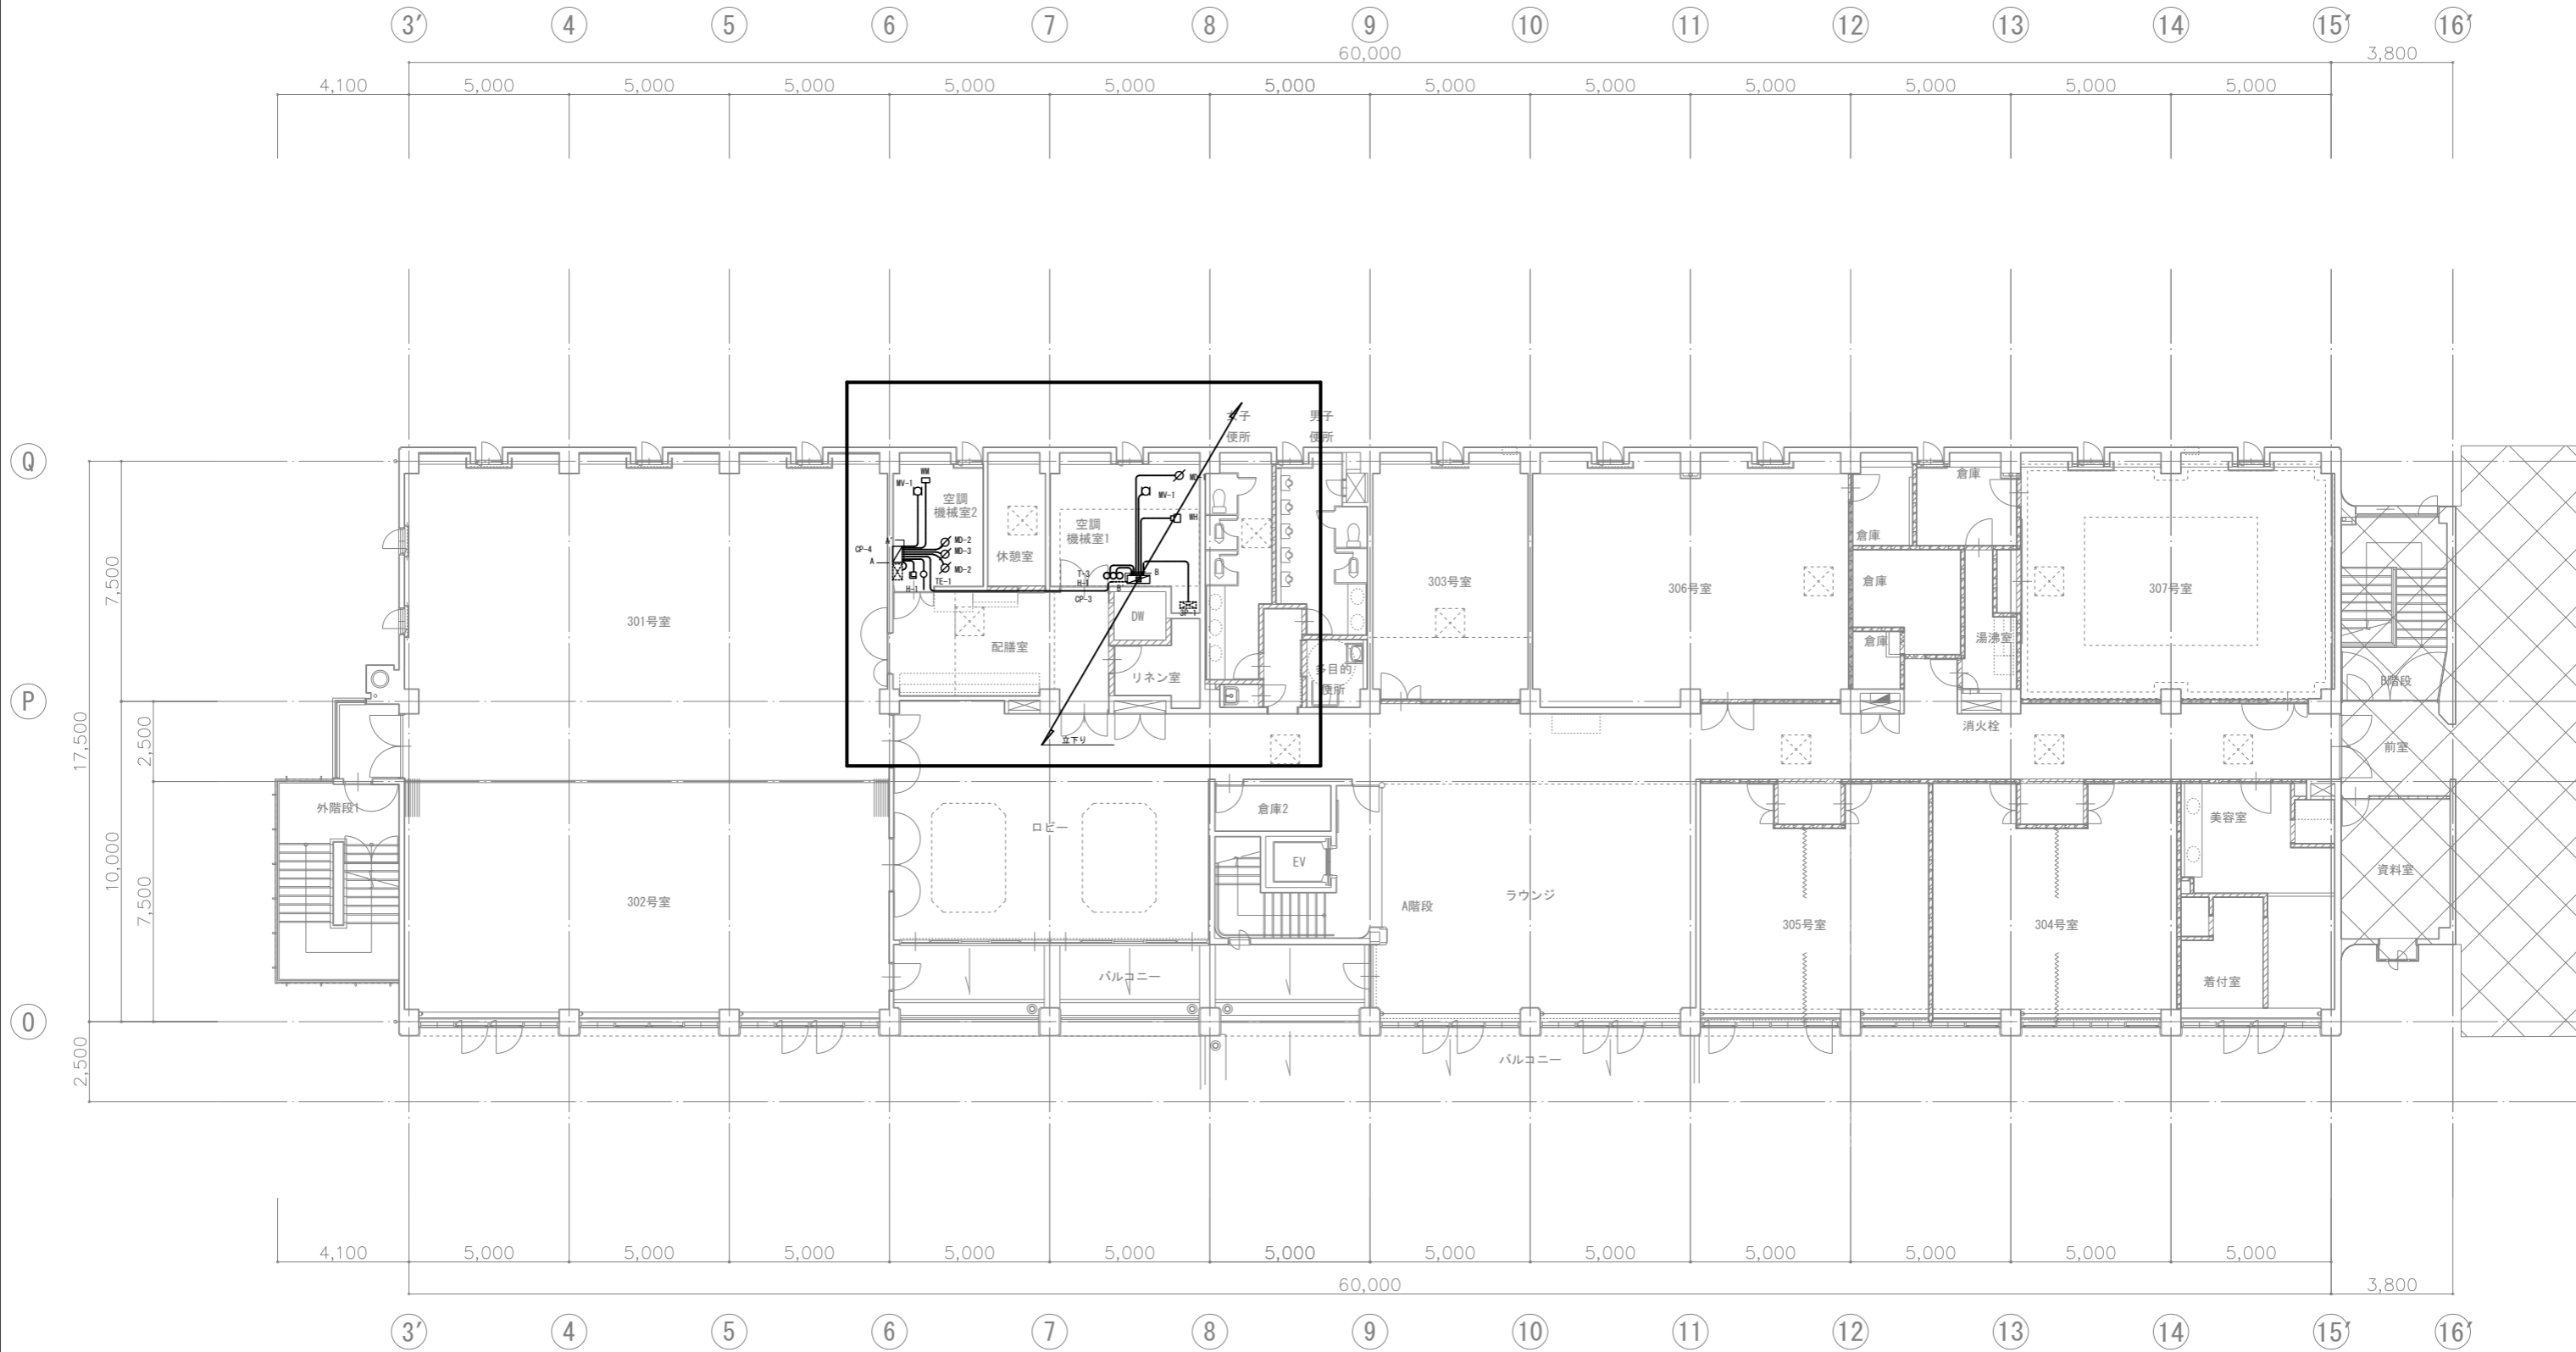 3′ 4 5 6 7 8 9 10 11 12 13 14 15′ 16′
60,000 3,800
4,100 5,000 5,000 5,000 5,000 5,000 5,000 5,000 5,000 5,000 5,000 5,000 5,000
女子
便所
男子
便所
Q
P
O
7,500
17,500
2,500
10,000
7,500
2,500
WM
MV-1
空調
機械室2
A′
CP-4
A
MD-2
MD-3
MD-2
H-1
TE-1
休憩室
MD-1
MV-1
WH
空調
機械室1
T-3
H-1
B
B′
CP-3
SP-1
DW
配膳室
リネン室
立下り
多目的
便所
301号室
303号室
306号室
倉庫
倉庫
倉庫
倉庫
湯沸室
307号室
B階段
消火栓
前室
外階段1
ロビー
倉庫2
EV
302号室
A階段
ラウンジ
305号室
304号室
美容室
資料室
着付室
バルコニー
バルコニー
4,100 5,000 5,000 5,000 5,000 5,000 5,000 5,000 5,000 5,000 5,000 5,000 5,000
60,000 3,800
3′ 4 5 6 7 8 9 10 11 12 13 14 15′ 16′